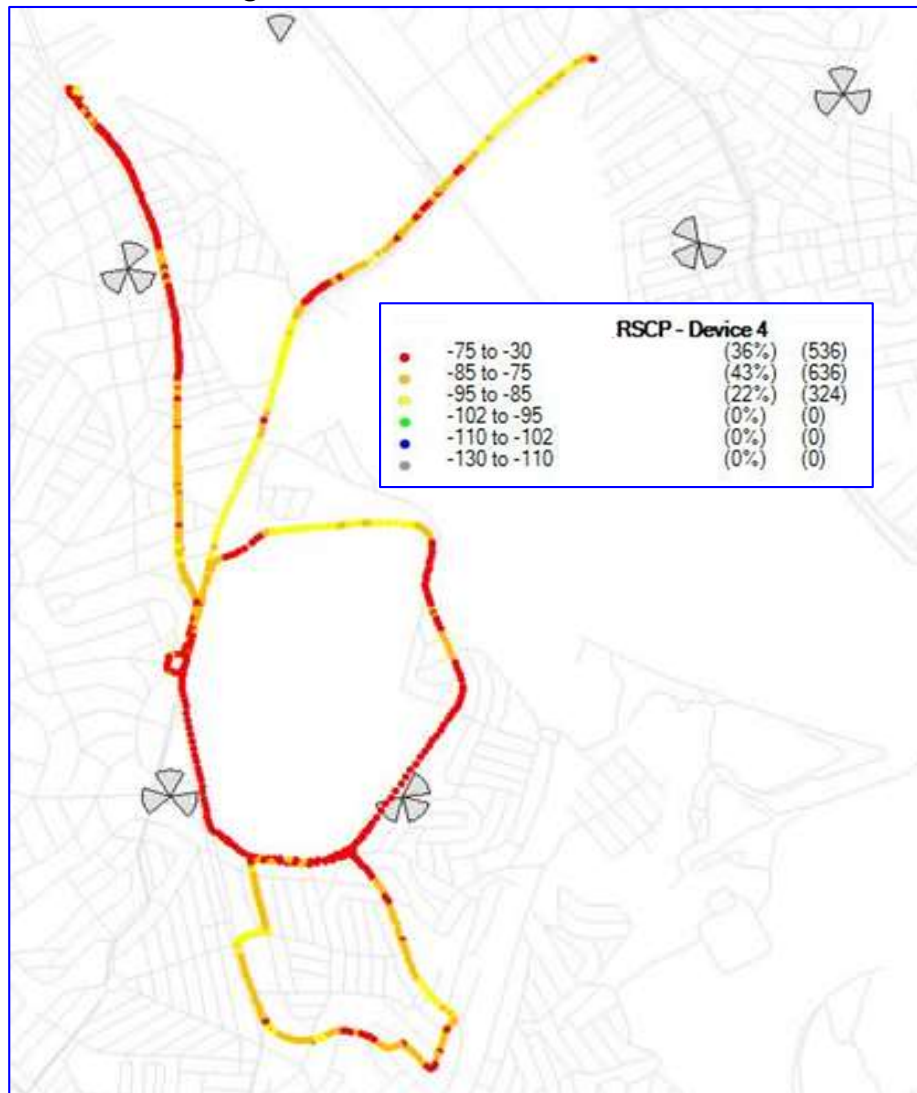 RSCP - Device 4
-75 to -30 (36%) (536)
-85 to -75 (43%) (636)
-95 to -85 (22%) (324)
-102 to -95 (0%) (0)
-110 to -102 (0%) (0)
-130 to -110 (0%) (0)